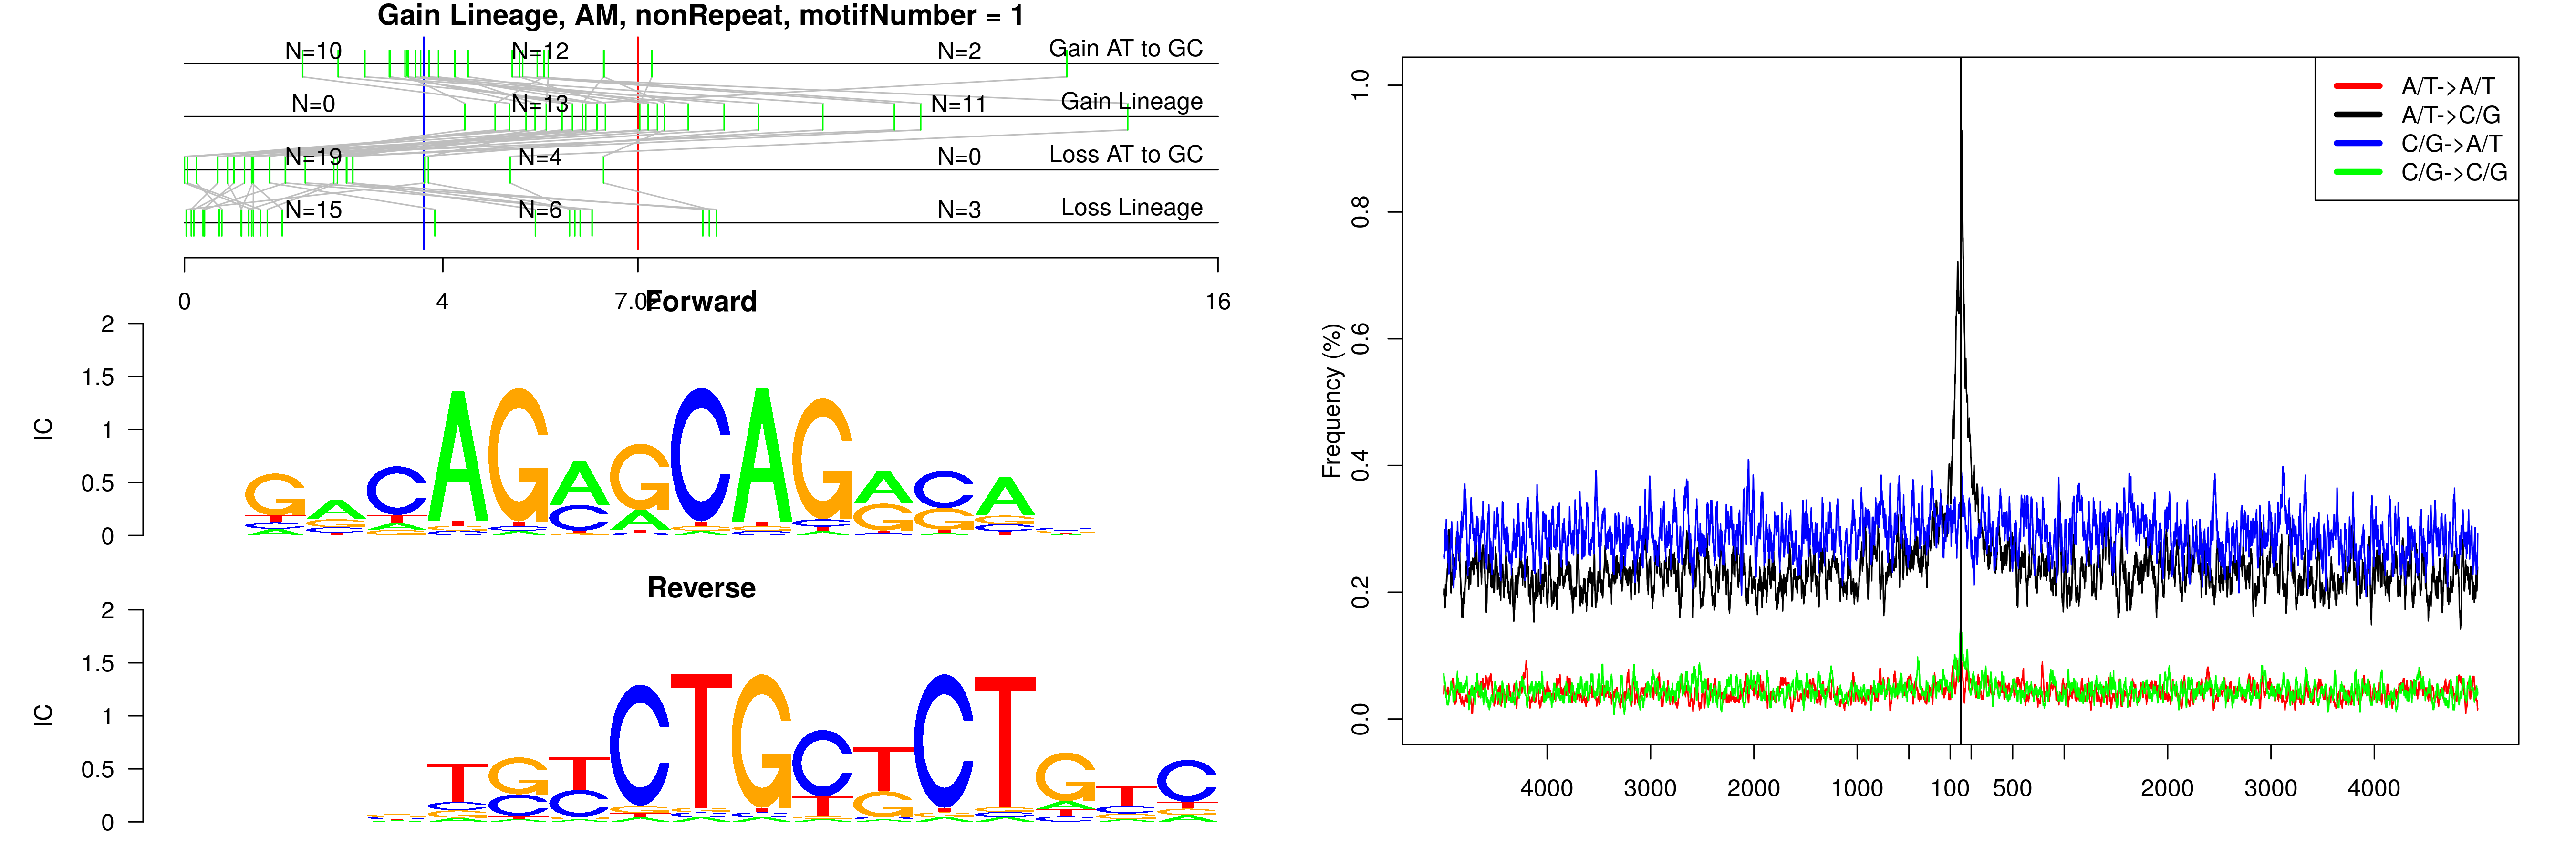 Gain Lineage, AM, nonRepeat, motifNumber = 1
N=10 N=12 N=2 Gain AT to GC
N=0 N=13 N=11 Gain Lineage
N=19 N=4 N=0 Loss AT to GC
N=15 N=6 N=3 Loss Lineage
0 4 7.02 16
Forward
IC
2
1.5
1
0.5
0
GACAGAGCAGACA
Reverse
IC
2
1.5
1
0.5
0
TGTCTGCTCTGTC
Frequency (%)
1.0
0.8
0.6
0.4
0.2
0.0
A/T->A/T
A/T->C/G
C/G->A/T
C/G->C/G
4000 3000 2000 1000 100 500 2000 3000 4000